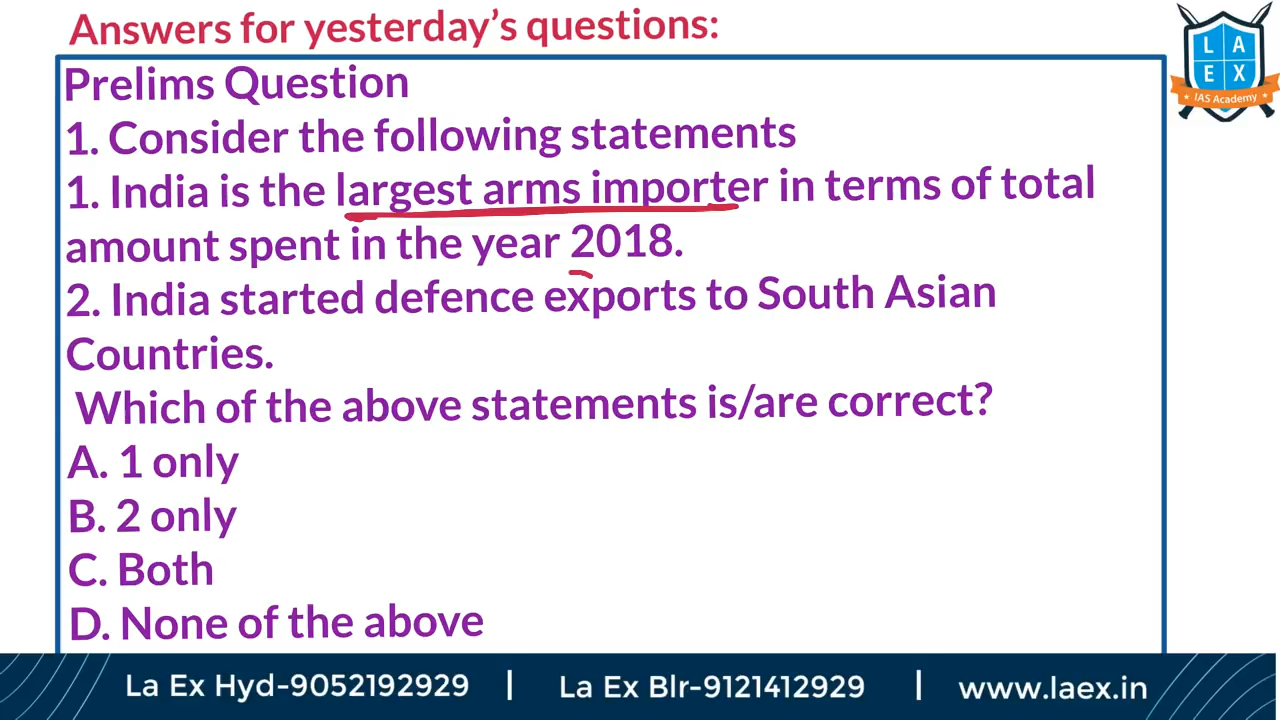 Answers for yesterday's questions:
L A
E X
IAS Academy
Prelims Question
1. Consider the following statements
1. India is the largest arms importer in terms of total
amount spent in the year 2018.
2. India started defence exports to South Asian
Countries.
Which of the above statements is/are correct?
A. 1 only
B. 2 only
C. Both
D. None of the above
La Ex Hyd-9052192929 | La Ex Blr-9121412929 | www.laex.in